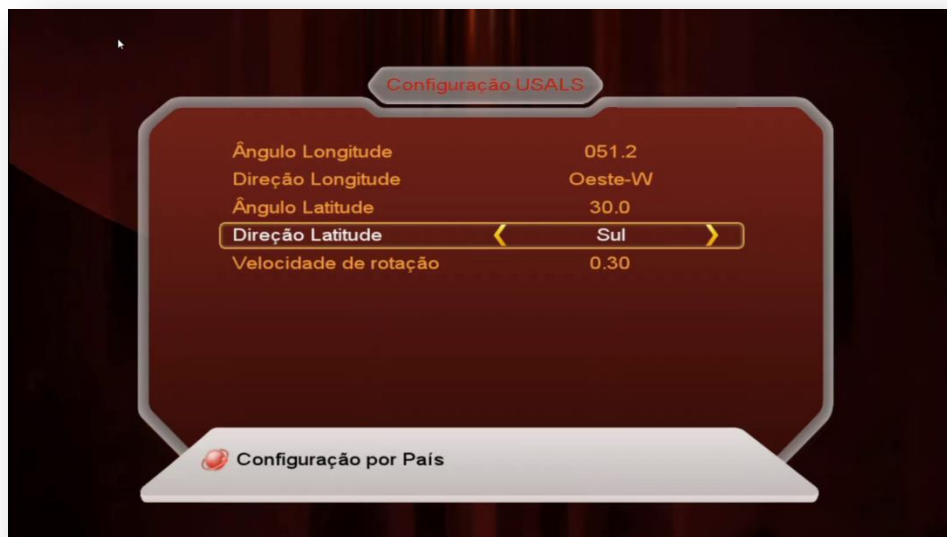 Configuração USALS
Ângulo Longitude 051.2
Direção Longitude Oeste-W
Ângulo Latitude 30.0
Direção Latitude Sul
Velocidade de rotação 0.30
Configuração por País